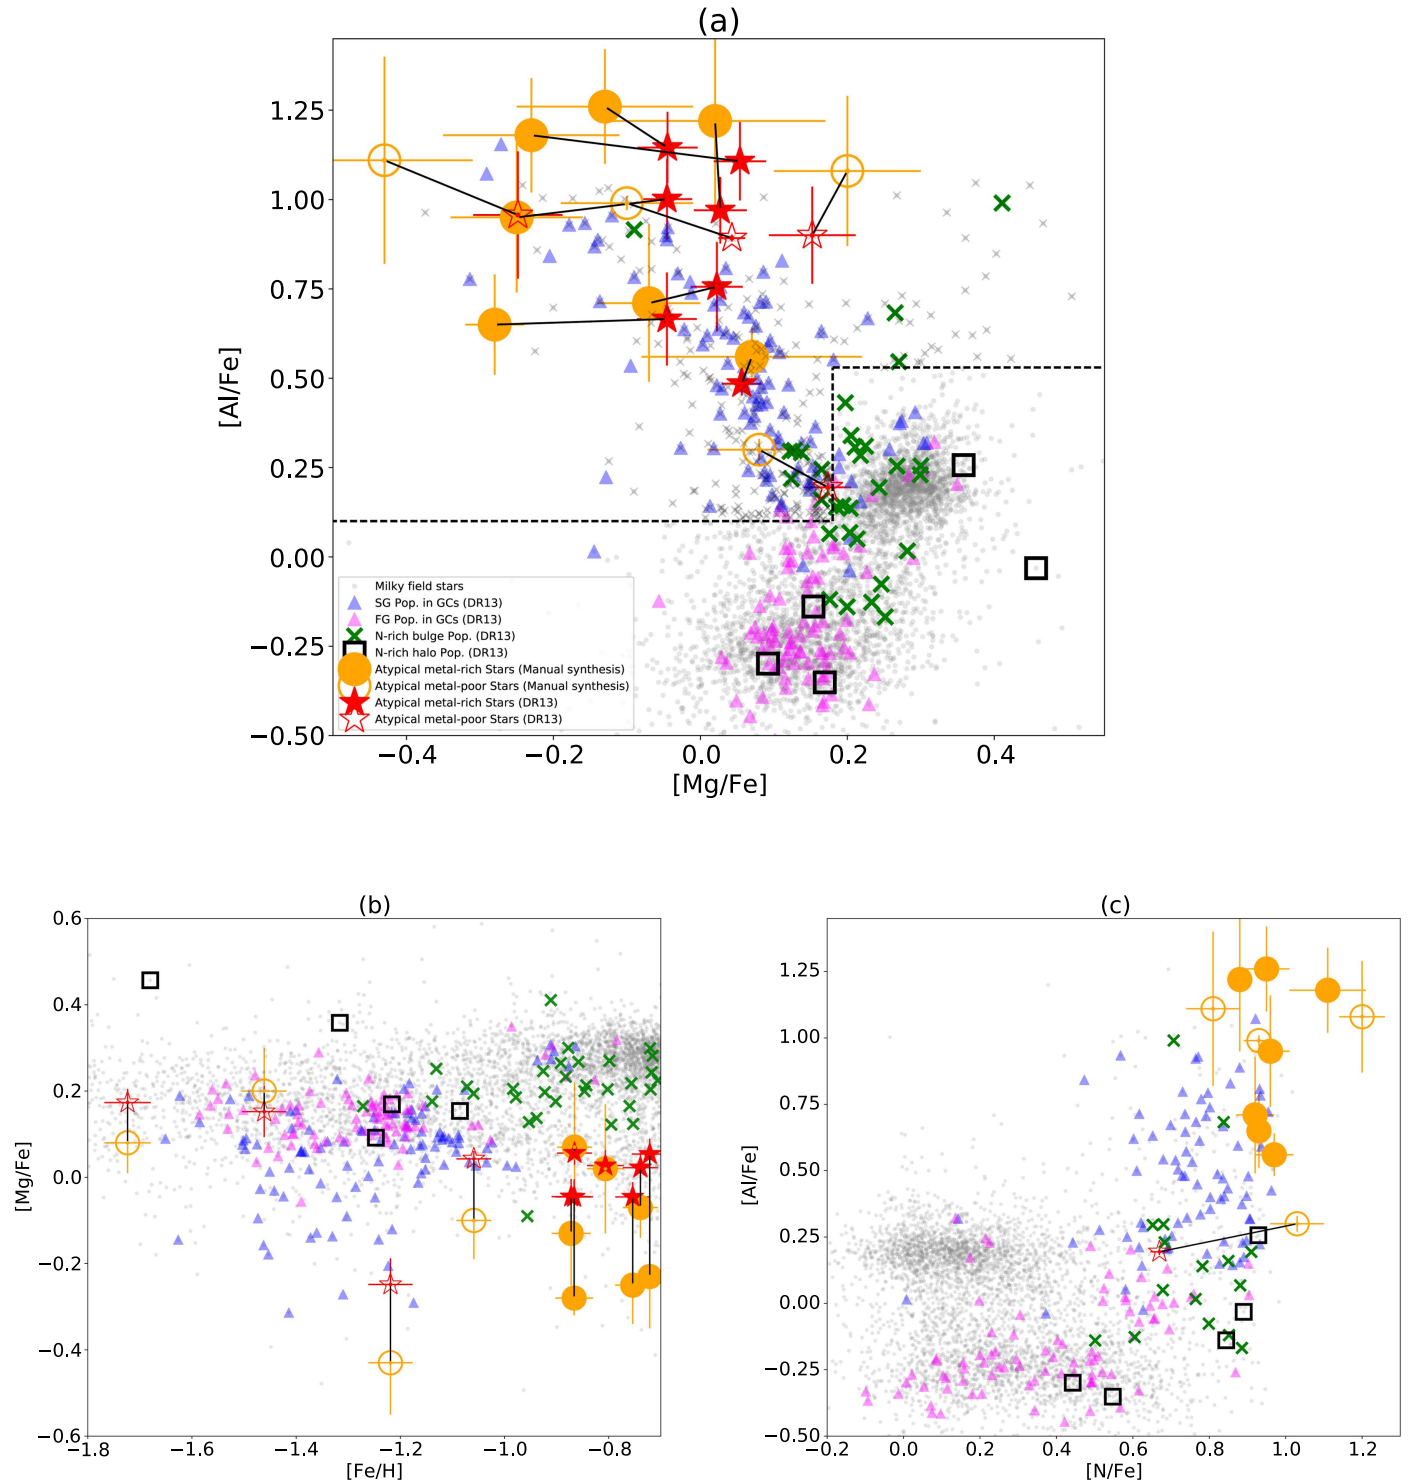 (a)
1.25
1.00
0.75
0.50
0.25
0.00
−0.25
−0.50
[Al/Fe]
Milky field stars
SG Pop. in GCs (DR13)
FG Pop. in GCs (DR13)
N-rich bulge Pop. (DR13)
N-rich halo Pop. (DR13)
Atypical metal-rich Stars (Manual synthesis)
Atypical metal-poor Stars (Manual synthesis)
Atypical metal-rich Stars (DR13)
Atypical metal-poor Stars (DR13)
−0.4 −0.2 0.0 0.2 0.4
[Mg/Fe]
(b)
0.6
0.4
0.2
0.0
−0.2
−0.4
−0.6
[Mg/Fe]
−1.8 −1.6 −1.4 −1.2 −1.0 −0.8
[Fe/H]
(c)
1.25
1.00
0.75
0.50
0.25
0.00
−0.25
−0.50
[Al/Fe]
−0.2 0.0 0.2 0.4 0.6 0.8 1.0 1.2
[N/Fe]